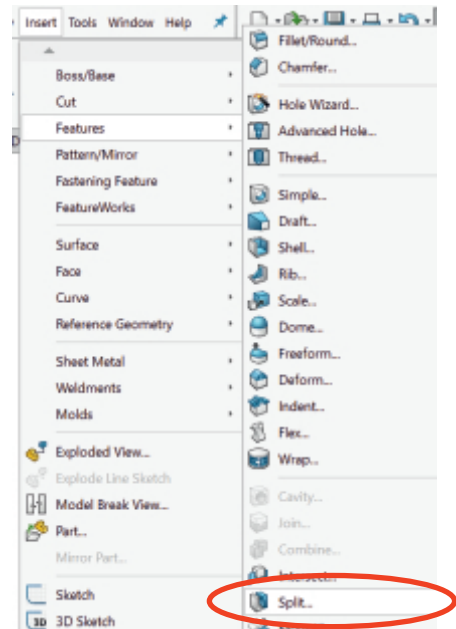 Insert Tools Window Help
Boss/Base
Cut
Features
Pattern/Mirror
Fastening Feature
FeatureWorks
Surface
Face
Curve
Reference Geometry
Sheet Metal
Weldments
Molds
Exploded View...
Explode Line Sketch
Model Break View...
Part...
Mirror Part...
Sketch
3D 3D Sketch
Fillet/Round...
Chamfer...
Hole Wizard...
Advanced Hole...
Thread...
Simple...
Draft...
Shell...
Rib...
Scale...
Dome...
Freeform...
Deform...
Indent...
Flex...
Wrap...
Cavity...
Join...
Combine...
Intersect...
Split...